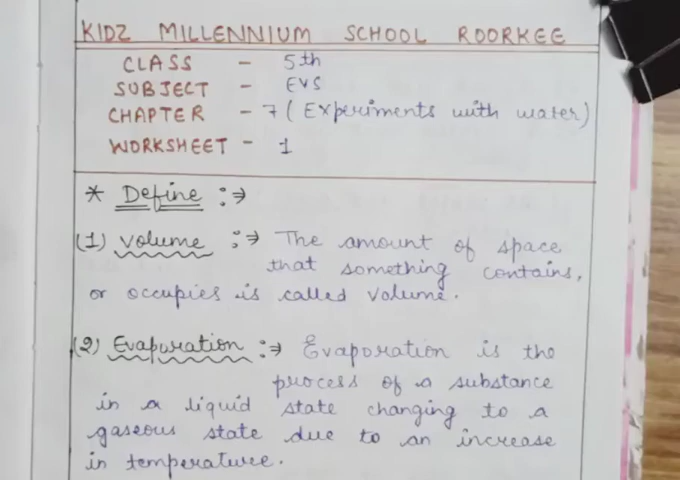 KIDZ MILLENNIUM SCHOOL ROORKEE
CLASS - 5th
SUBJECT - EVS
CHAPTER - 7 (Experiments with water)
WORKSHEET - 1
* Define :→
(1) Volume :→ The amount of space
that something contains,
or occupies is called Volume.
(2) Evaporation :→ Evaporation is the
process of a substance
in a liquid state changing to a
gaseous state due to an increase
in temperature.